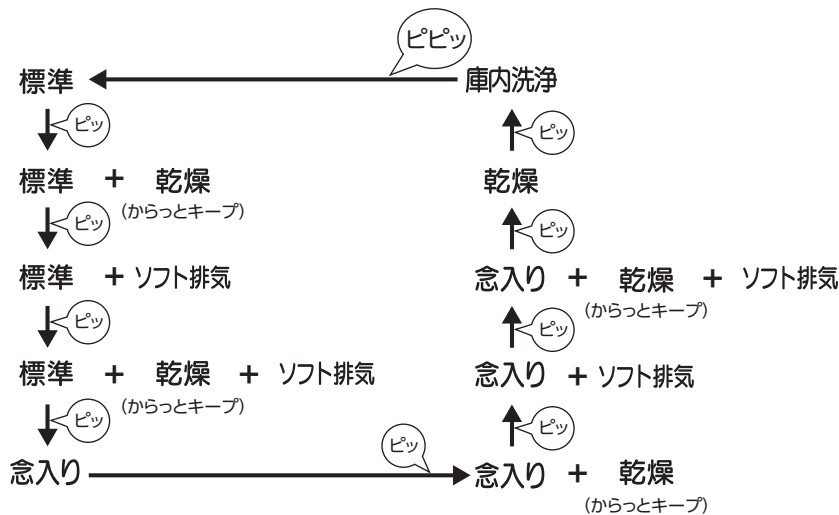 ピピッ
標準
庫内洗浄
ピッ
ピッ
標準 + 乾燥
(からっとキープ)
乾燥
ピッ
ピッ
標準 + ソフト排気
念入り + 乾燥 + ソフト排気
(からっとキープ)
ピッ
ピッ
標準 + 乾燥 + ソフト排気
(からっとキープ)
念入り + ソフト排気
ピッ
ピッ
念入り
ピッ
念入り + 乾燥
(からっとキープ)